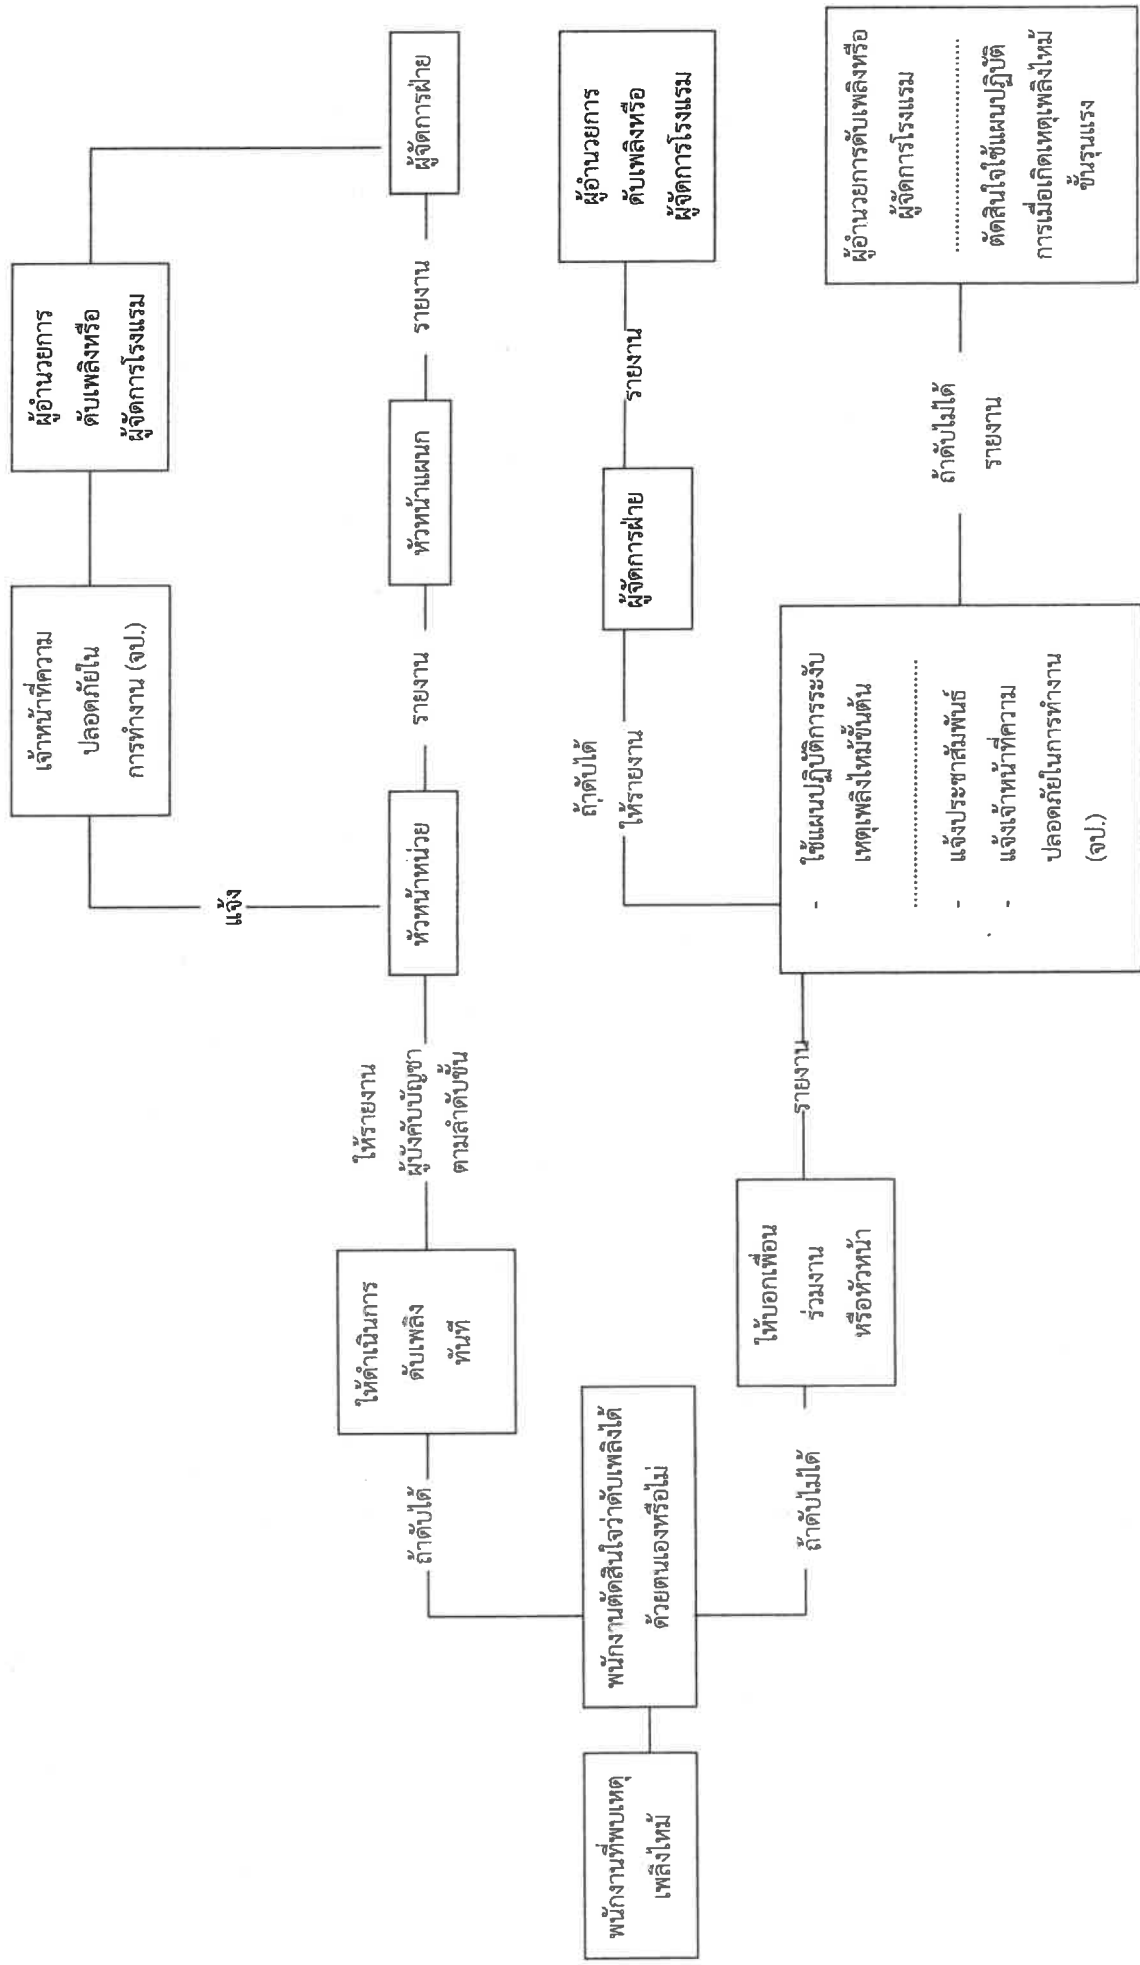 พนักงานที่พบเหตุ
เพลิงไหม้
พนักงานตัดสินใจว่าดับเพลิงได้
ด้วยตนเองหรือไม่
ถ้าดับได้
ให้ดำเนินการ
ดับเพลิง
ทันที
ให้รายงาน
ผู้บังคับบัญชา
ตามลำดับขั้น
หัวหน้าหน่วย
แจ้ง
เจ้าหน้าที่ความ
ปลอดภัยใน
การทำงาน (จป.)
ผู้อำนวยการ
ดับเพลิงหรือ
ผู้จัดการโรงแรม
รายงาน
หัวหน้าแผนก
รายงาน
ผู้จัดการฝ่าย
ถ้าดับไม่ได้
ให้บอกเพื่อน
ร่วมงาน
หรือหัวหน้า
รายงาน
- ใช้แผนปฏิบัติการระงับ
เหตุเพลิงไหม้ขั้นต้น
........................................
- แจ้งประชาสัมพันธ์
- แจ้งเจ้าหน้าที่ความ
ปลอดภัยในการทำงาน
(จป.)
ถ้าดับได้
ให้รายงาน
ผู้จัดการฝ่าย
รายงาน
ผู้อำนวยการ
ดับเพลิงหรือ
ผู้จัดการโรงแรม
ถ้าดับไม่ได้
รายงาน
ผู้อำนวยการดับเพลิงหรือ
ผู้จัดการโรงแรม
........................................
ตัดสินใจใช้แผนปฏิบัติ
การเมื่อเกิดเหตุเพลิงไหม้
ขั้นรุนแรง